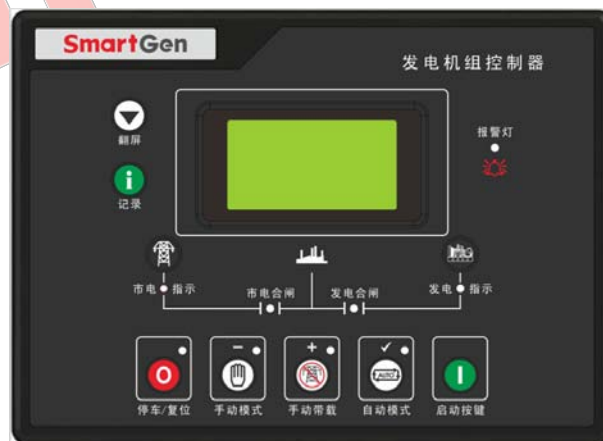 SmartGen
发电机组控制器
翻屏
报警灯
i
记录
市电 指示
市电合闸
发电合闸
发电 指示
− + ✓
O AUTO I
停车/复位 手动模式 手动带载 自动模式 启动按键